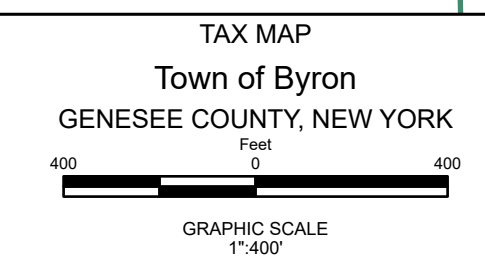 TAX MAP
Town of Byron
GENESEE COUNTY, NEW YORK
Feet
400 0 400
GRAPHIC SCALE
1":400'